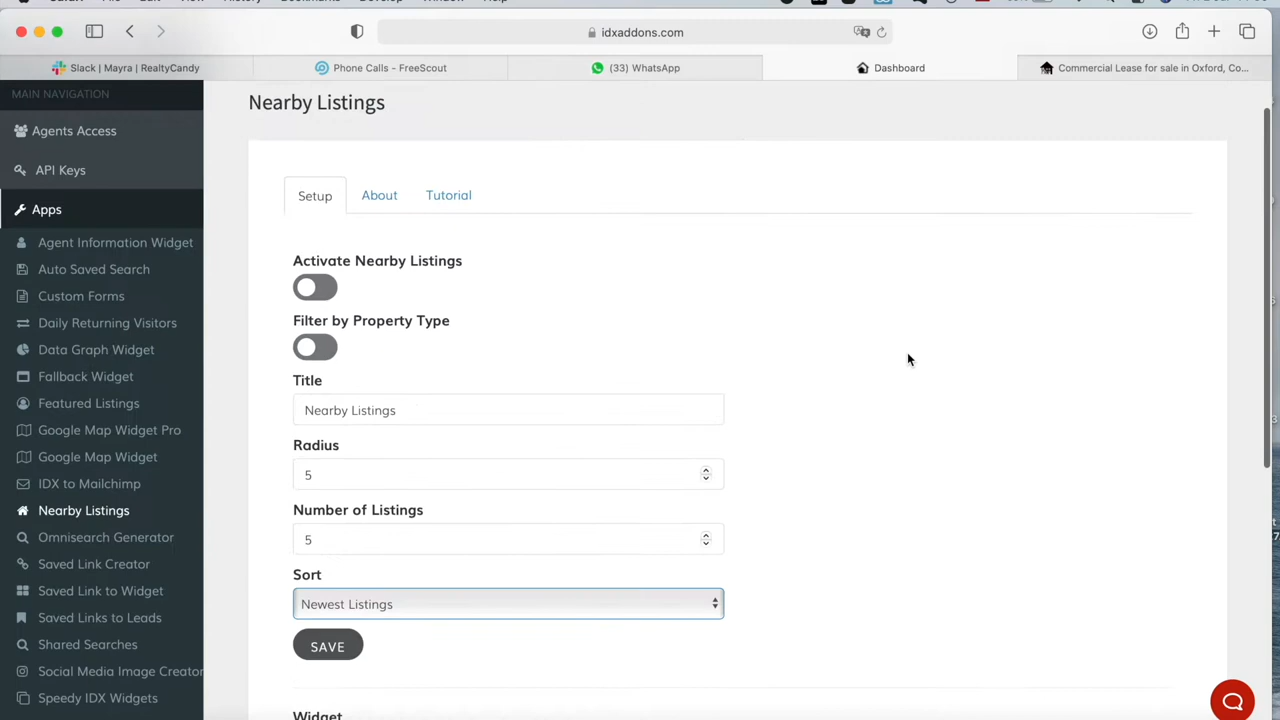 idxaddons.com
Slack | Mayra | RealtyCandy
Phone Calls - FreeScout
(33) WhatsApp
Dashboard
Commercial Lease for sale in Oxford, Co...
MAIN NAVIGATION
Agents Access
API Keys
Apps
Agent Information Widget
Auto Saved Search
Custom Forms
Daily Returning Visitors
Data Graph Widget
Fallback Widget
Featured Listings
Google Map Widget Pro
Google Map Widget
IDX to Mailchimp
Nearby Listings
Omnisearch Generator
Saved Link Creator
Saved Link to Widget
Saved Links to Leads
Shared Searches
Social Media Image Creator
Speedy IDX Widgets
Nearby Listings
Setup
About
Tutorial
Activate Nearby Listings
Filter by Property Type
Title
Nearby Listings
Radius
5
Number of Listings
5
Sort
Newest Listings
SAVE
Widget